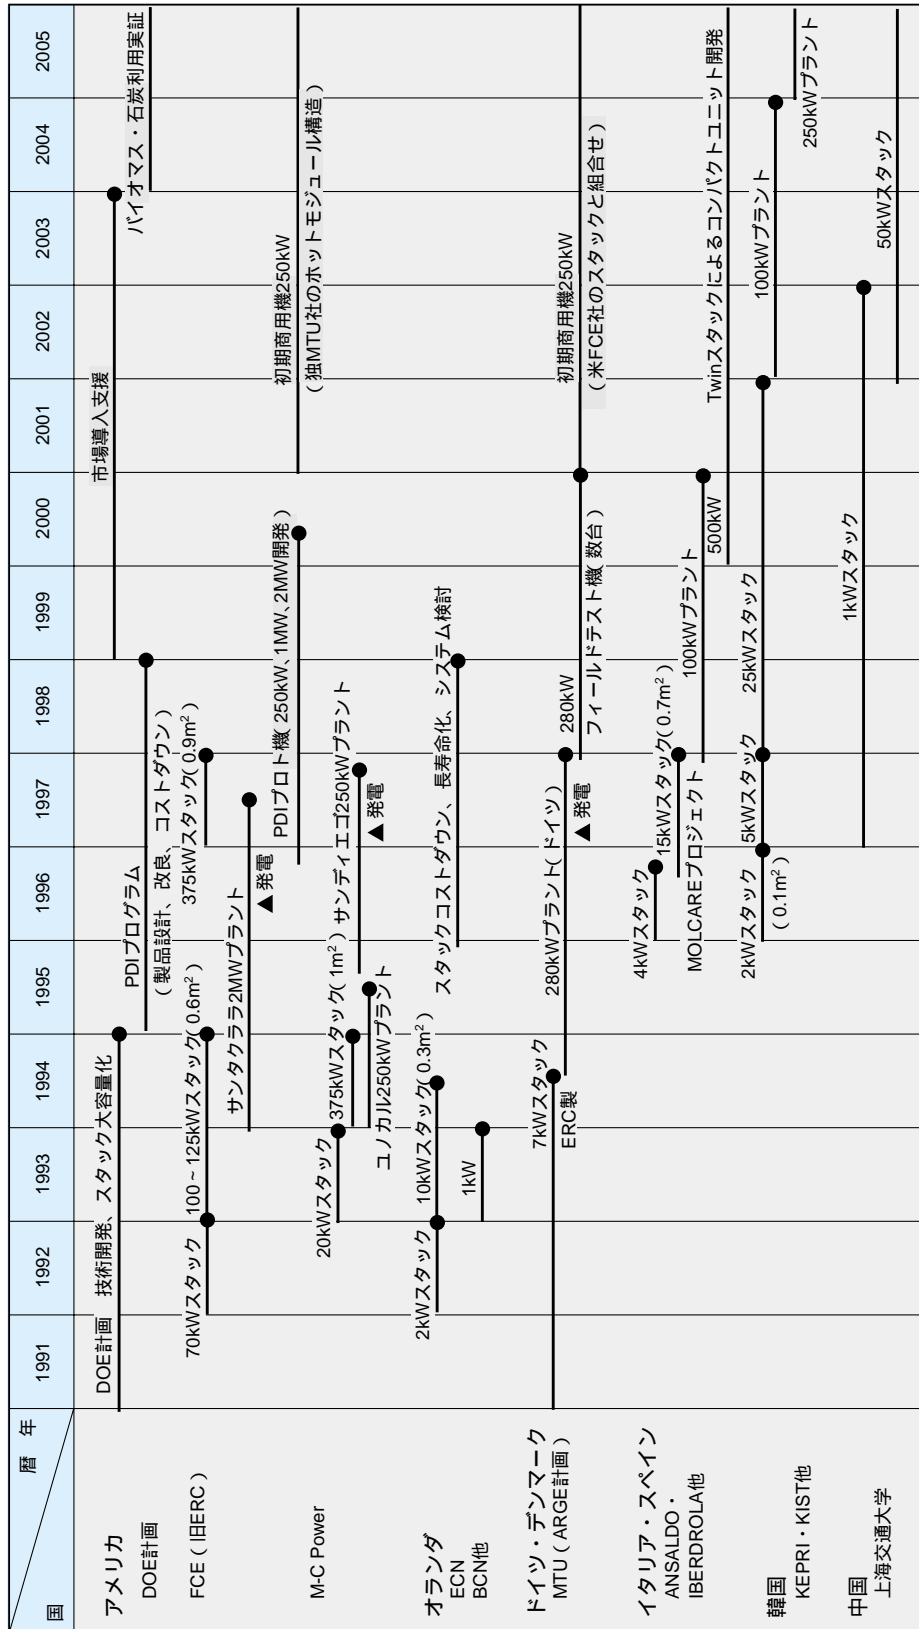 国
暦 年
1991
1992
1993
1994
1995
1996
1997
1998
1999
2000
2001
2002
2003
2004
2005
アメリカ
DOE計画
DOE計画 技術開発、スタック大容量化
PDIプログラム
（製品設計、改良、コストダウン）
市場導入支援
バイオマス・石炭利用実証
FCE（旧ERC）
70kWスタック
100～125kWスタック(0.6m²)
375kWスタック(0.9m²)
サンタクララ2MWプラント
▲発電
PDIプロト機(250kW、1MW、2MW開発)
初期商用機250kW
（独MTU社のホットモジュール構造）
M-C Power
20kWスタック
375kWスタック(1m²)
サンディエゴ250kWプラント
ユノカル250kWプラント
▲発電
オランダ
ECN
BCN他
2kWスタック
10kWスタック(0.3m²)
スタックコストダウン、長寿命化、システム検討
1kW
ドイツ・デンマーク
MTU（ARGE計画）
7kWスタック
ERC製
280kWプラント(ドイツ)
▲発電
280kW
フィールドテスト機(数台)
初期商用機250kW
（米FCE社のスタックと組合せ）
イタリア・スペイン
ANSALDO・
IBERDROLA他
4kWスタック
15kWスタック(0.7m²)
MOLCAREプロジェクト
100kWプラント
500kW
Twinスタックによるコンパクトユニット開発
韓国
KEPRI・KIST他
2kWスタック
(0.1m²)
5kWスタック
25kWスタック
100kWプラント
250kWプラント
中国
上海交通大学
1kWスタック
50kWスタック